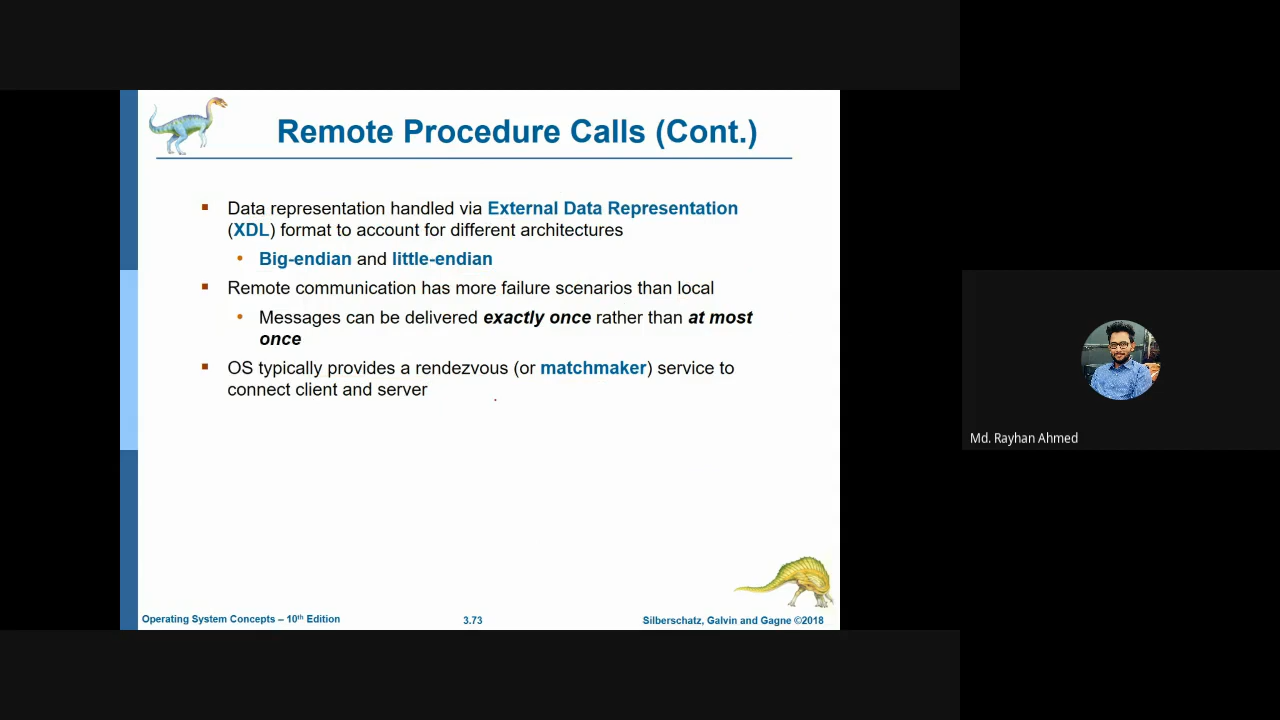 Remote Procedure Calls (Cont.)
Data representation handled via External Data Representation
(XDL) format to account for different architectures
Big-endian and little-endian
Remote communication has more failure scenarios than local
Messages can be delivered exactly once rather than at most
once
OS typically provides a rendezvous (or matchmaker) service to
connect client and server
Md. Rayhan Ahmed
Operating System Concepts – 10th Edition
3.73
Silberschatz, Galvin and Gagne ©2018